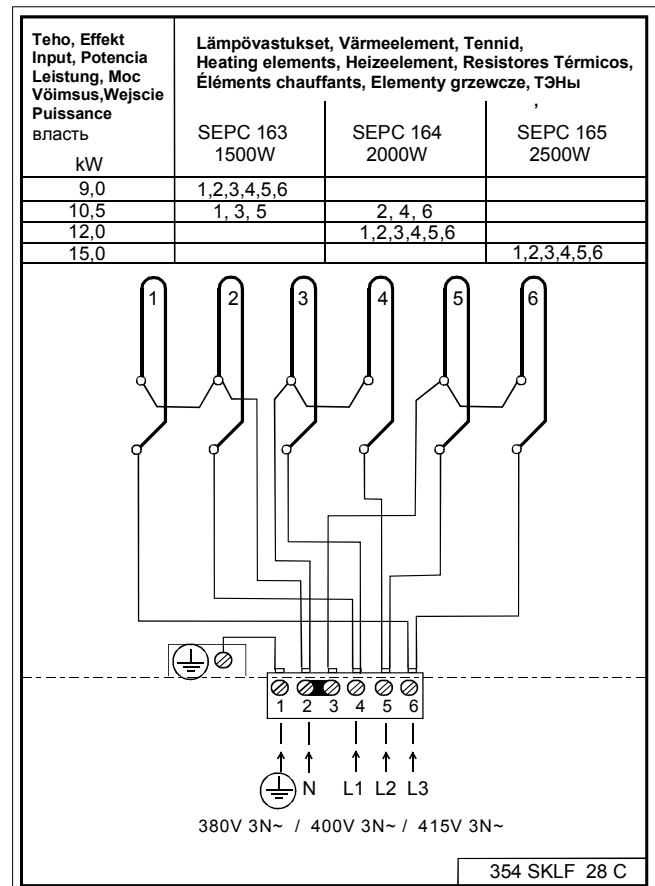 Teho, Effekt
Input, Potencia
Leistung, Moc
Vöimsus,Wejscie
Puissance
власть
kW
Lämpövastukset, Värmeelement, Tennid,
Heating elements, Heizeelement, Resistores Térmicos,
Éléments chauffants, Elementy grzewcze, ТЭНы
,
SEPC 163 SEPC 164 SEPC 165
1500W 2000W 2500W
9,0 1,2,3,4,5,6
10,5 1, 3, 5 2, 4, 6
12,0 1,2,3,4,5,6
15,0 1,2,3,4,5,6
1 2 3 4 5 6
1 2 3 4 5 6
N L1 L2 L3
380V 3N~ / 400V 3N~ / 415V 3N~
354 SKLF 28 C